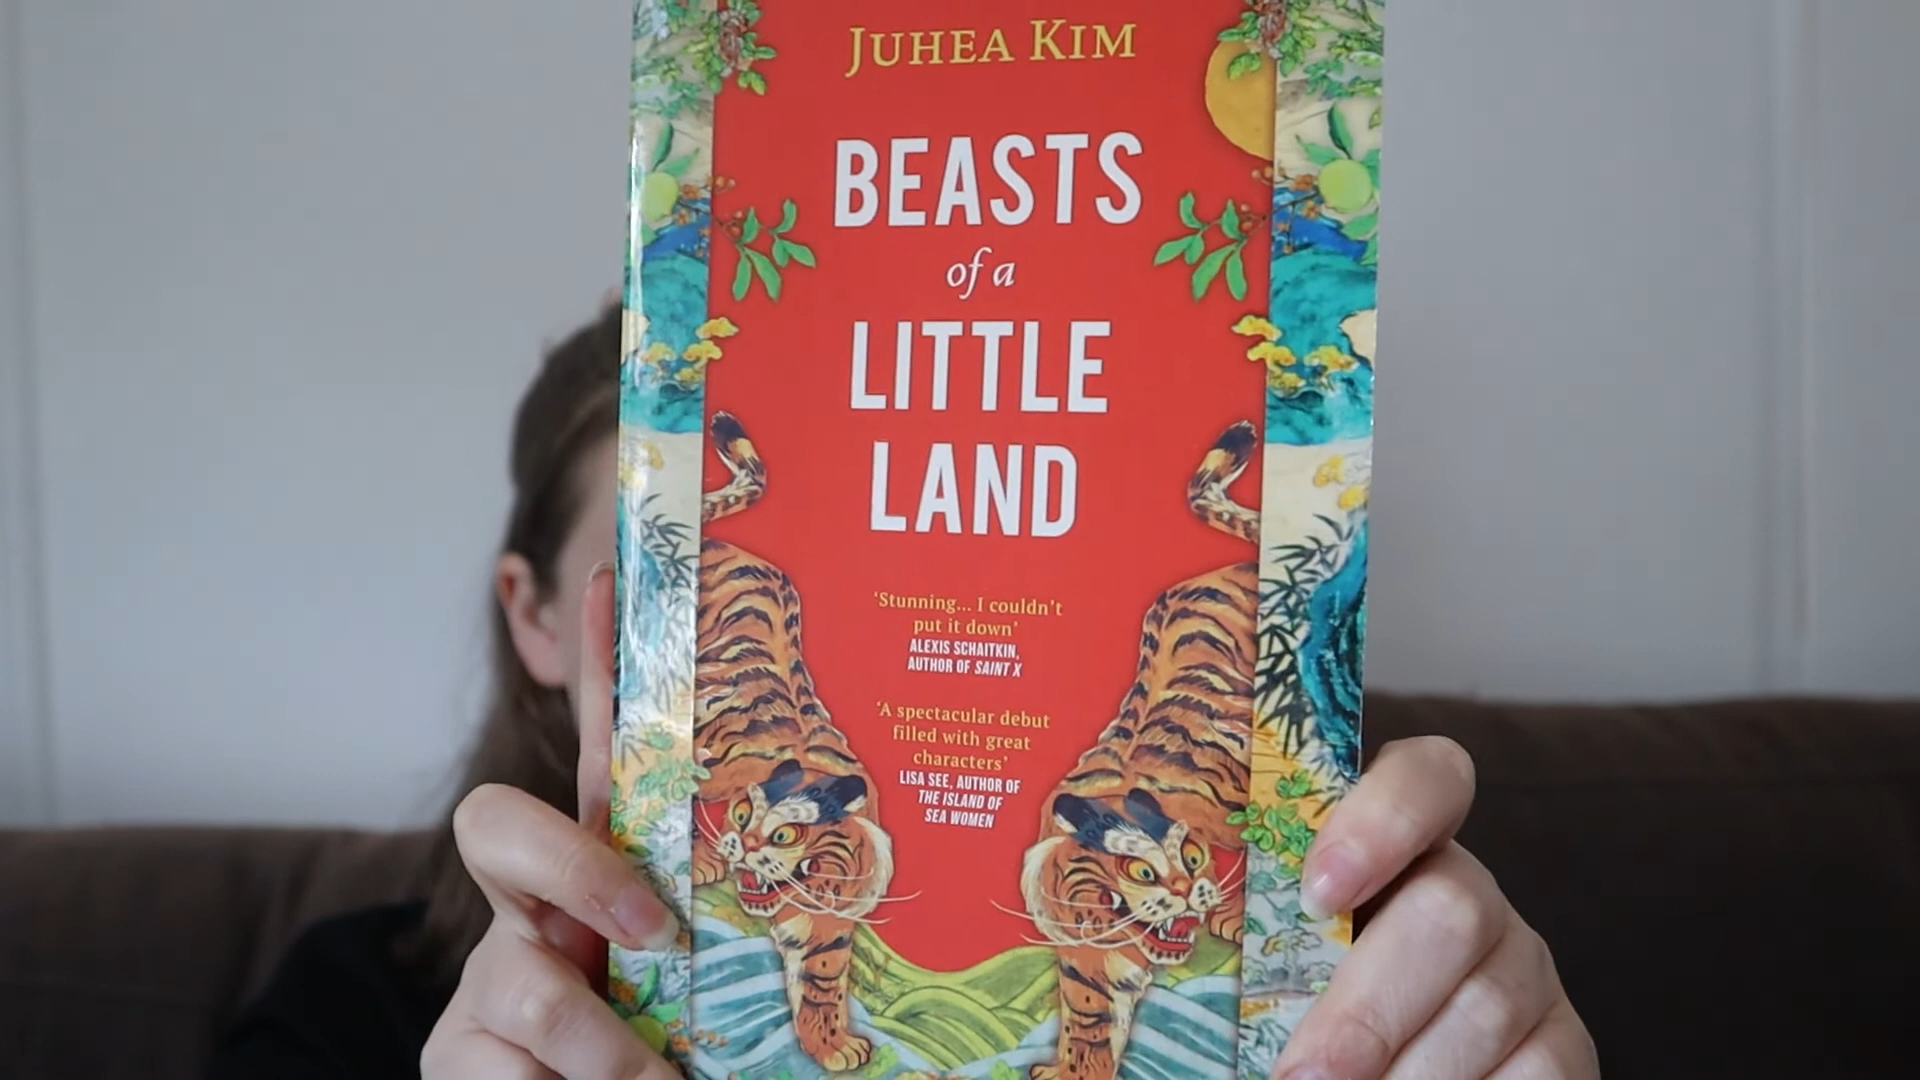 JUHEA KIM
BEASTS
of a
LITTLE
LAND
‘Stunning... I couldn’t
put it down’
ALEXIS SCHAITKIN,
AUTHOR OF SAINT X
‘A spectacular debut
filled with great
characters’
LISA SEE, AUTHOR OF
THE ISLAND OF
SEA WOMEN